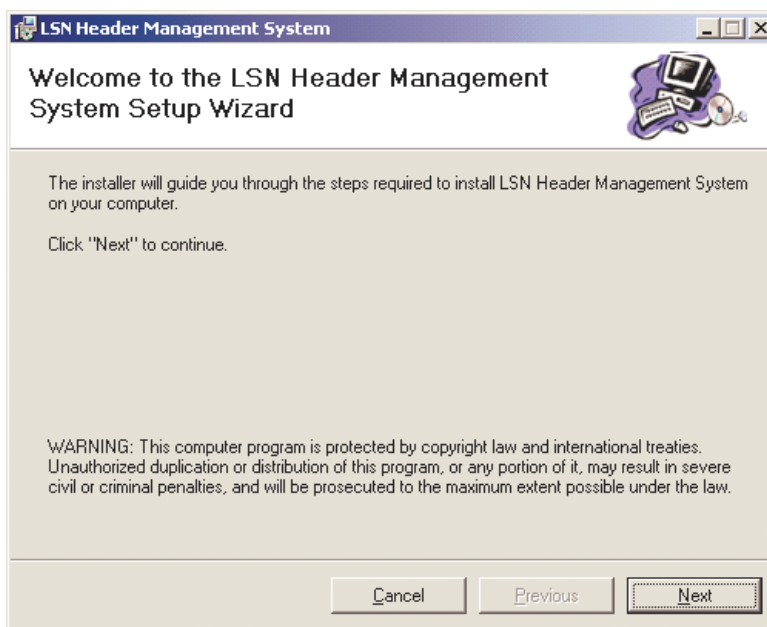 LSN Header Management System
Welcome to the LSN Header Management
System Setup Wizard
The installer will guide you through the steps required to install LSN Header Management System
on your computer.
Click "Next" to continue.
WARNING: This computer program is protected by copyright law and international treaties.
Unauthorized duplication or distribution of this program, or any portion of it, may result in severe
civil or criminal penalties, and will be prosecuted to the maximum extent possible under the law.
Cancel
Previous
Next